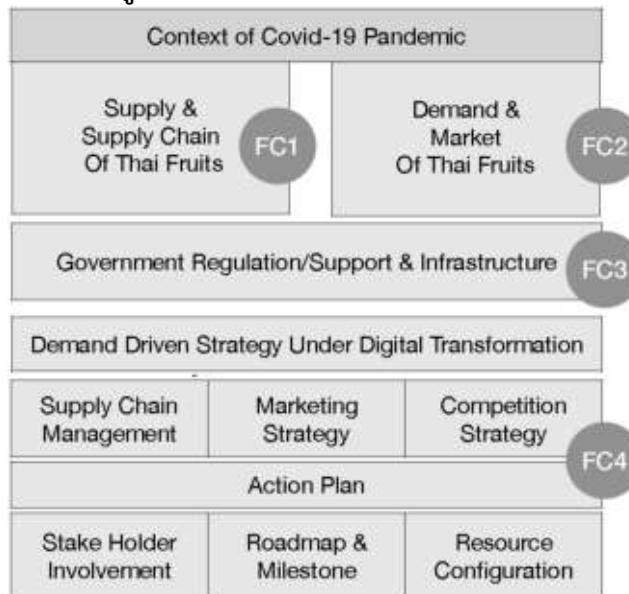 Context of Covid-19 Pandemic
Supply &
Supply Chain
Of Thai Fruits
FC1
Demand &
Market
Of Thai Fruits
FC2
Government Regulation/Support & Infrastructure
FC3
Demand Driven Strategy Under Digital Transformation
Supply Chain
Management
Marketing
Strategy
Competition
Strategy
FC4
Action Plan
Stake Holder
Involvement
Roadmap &
Milestone
Resource
Configuration